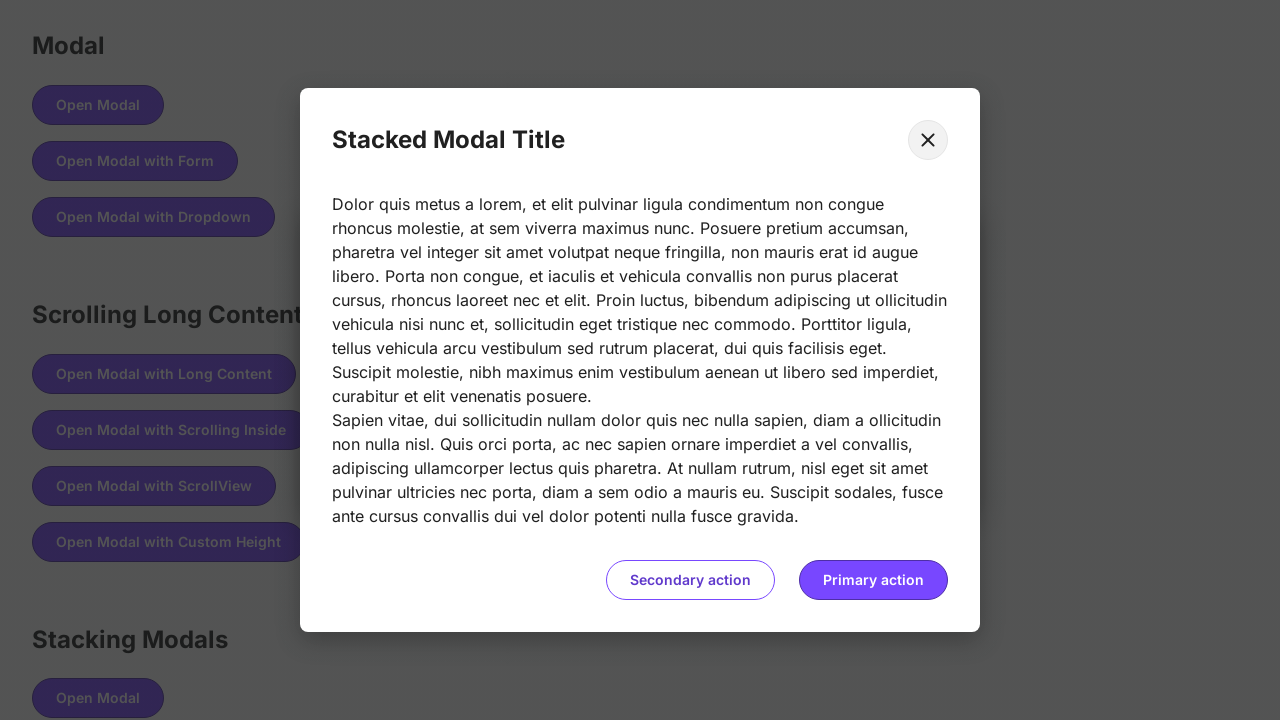 Modal
Open Modal
Open Modal with Form
Open Modal with Dropdown
Scrolling Long Content
Open Modal with Long Content
Open Modal with Scrolling Inside
Open Modal with ScrollView
Open Modal with Custom Height
Stacking Modals
Open Modal
Stacked Modal Title
Dolor quis metus a lorem, et elit pulvinar ligula condimentum non congue
rhoncus molestie, at sem viverra maximus nunc. Posuere pretium accumsan,
pharetra vel integer sit amet volutpat neque fringilla, non mauris erat id augue
libero. Porta non congue, et iaculis et vehicula convallis non purus placerat
cursus, rhoncus laoreet nec et elit. Proin luctus, bibendum adipiscing ut ollicitudin
vehicula nisi nunc et, sollicitudin eget tristique nec commodo. Porttitor ligula,
tellus vehicula arcu vestibulum sed rutrum placerat, dui quis facilisis eget.
Suscipit molestie, nibh maximus enim vestibulum aenean ut libero sed imperdiet,
curabitur et elit venenatis posuere.
Sapien vitae, dui sollicitudin nullam dolor quis nec nulla sapien, diam a ollicitudin
non nulla nisl. Quis orci porta, ac nec sapien ornare imperdiet a vel convallis,
adipiscing ullamcorper lectus quis pharetra. At nullam rutrum, nisl eget sit amet
pulvinar ultricies nec porta, diam a sem odio a mauris eu. Suscipit sodales, fusce
ante cursus convallis dui vel dolor potenti nulla fusce gravida.
Secondary action
Primary action